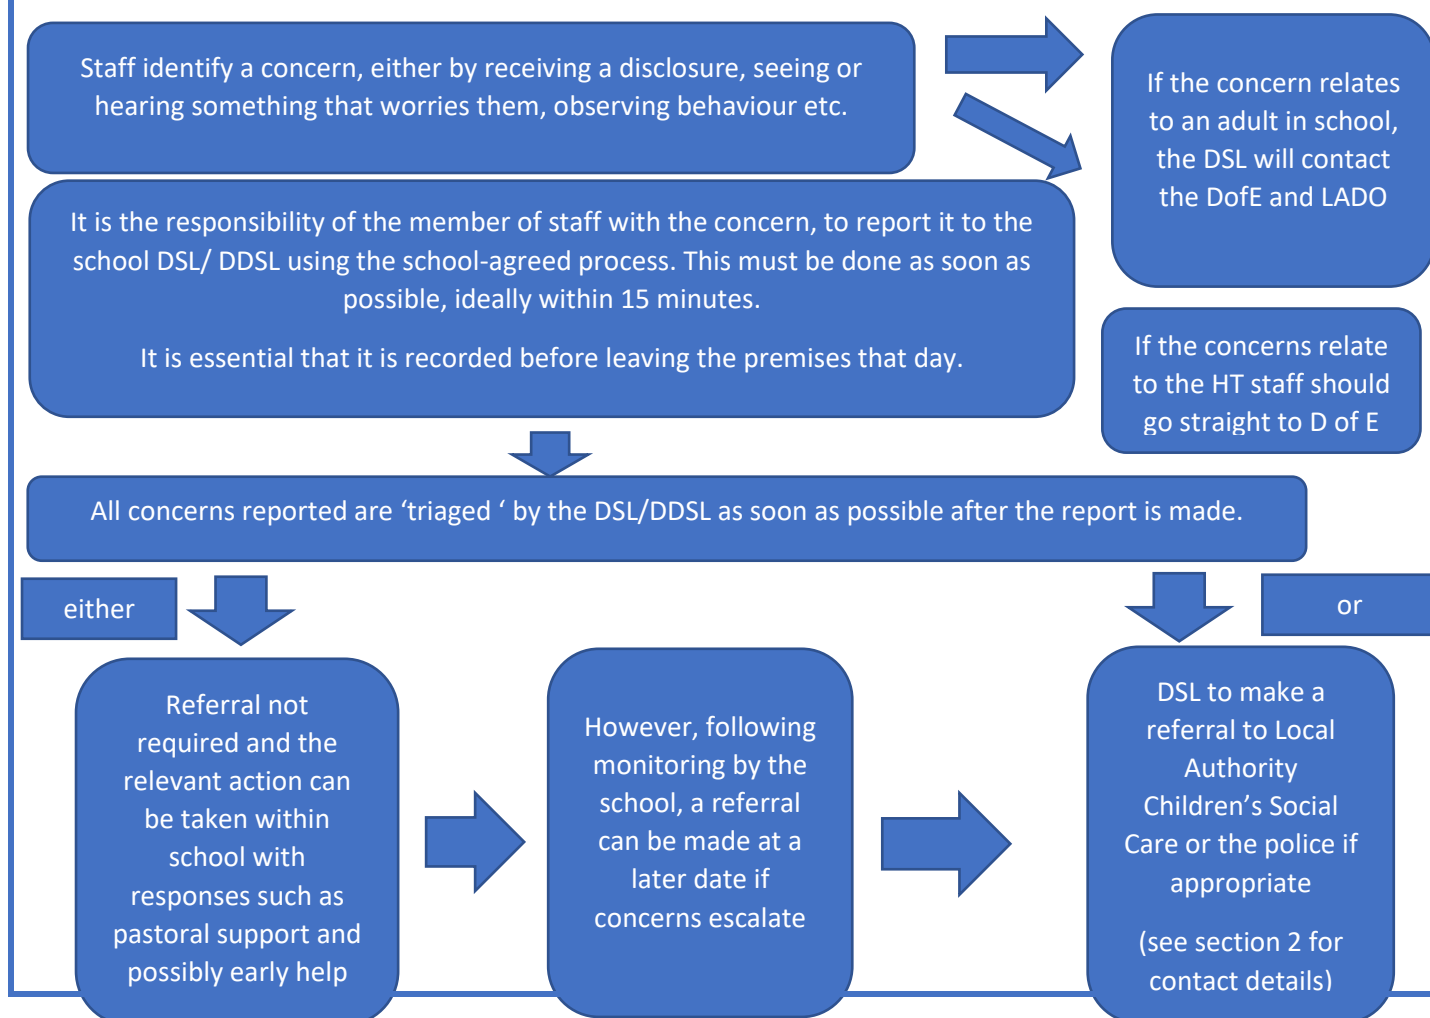 Staff identify a concern, either by receiving a disclosure, seeing or
hearing something that worries them, observing behaviour etc.
If the concern relates
to an adult in school,
the DSL will contact
the DofE and LADO
It is the responsibility of the member of staff with the concern, to report it to the
school DSL/ DDSL using the school-agreed process. This must be done as soon as
possible, ideally within 15 minutes.
It is essential that it is recorded before leaving the premises that day.
If the concerns relate
to the HT staff should
go straight to D of E
All concerns reported are ‘triaged ‘ by the DSL/DDSL as soon as possible after the report is made.
either
or
Referral not
required and the
relevant action can
be taken within
school with
responses such as
pastoral support and
possibly early help
However, following
monitoring by the
school, a referral
can be made at a
later date if
concerns escalate
DSL to make a
referral to Local
Authority
Children’s Social
Care or the police if
appropriate
(see section 2 for
contact details)